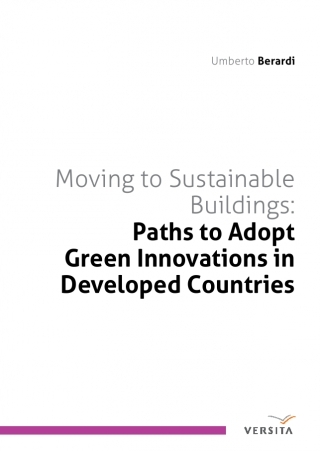 Umberto Berardi
Moving to Sustainable
Buildings:
Paths to Adopt
Green Innovations in
Developed Countries
VERSITA